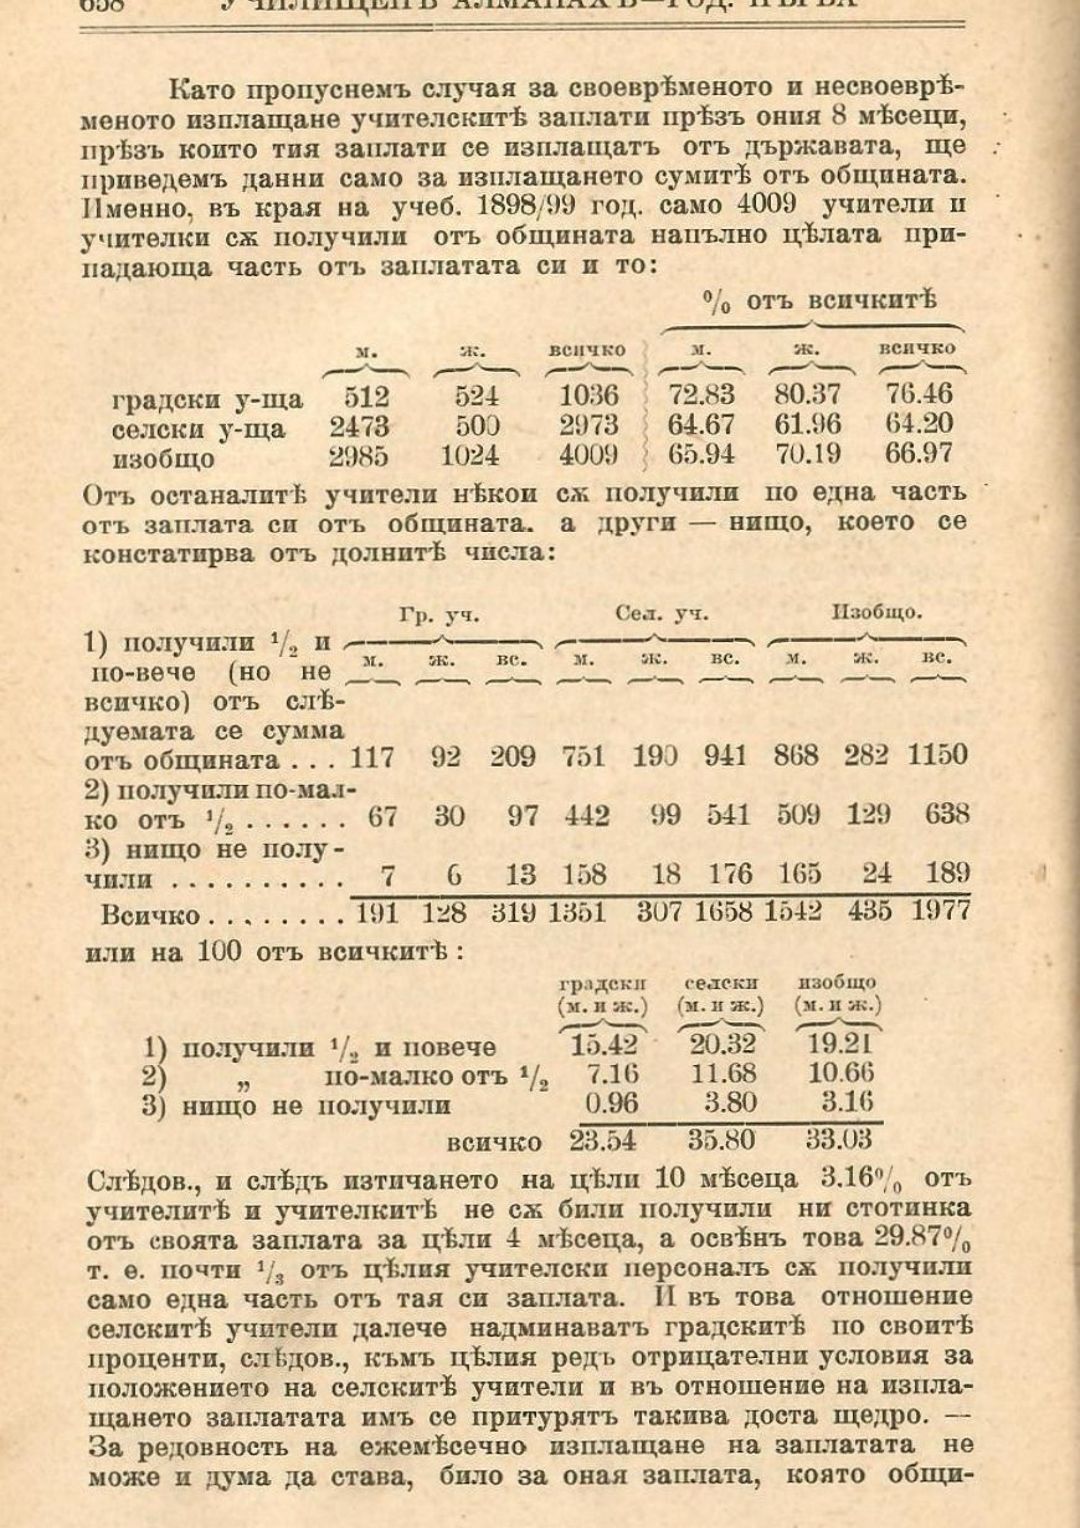 658 УЧИЛИЩЕНЪ АЛМАНАХЪ—ГОД. ПЪРВА
Като пропуснемъ случая за своеврѣменото и несвоеврѣ-
меното изплащане учителскитѣ заплати прѣзъ ония 8 мѣсеци,
прѣзъ които тия заплати се изплащатъ отъ държавата, ще
приведемъ данни само за изплащането сумитѣ отъ общината.
Именно, въ края на учеб. 1898/99 год. само 4009 учители и
учителки сѫ получили отъ общината напълно цѣлата при-
падающа часть отъ заплатата си и то:
% отъ всичкитѣ
м. ж. всичко м. ж. всичко
градски у-ща 512 524 1036 72.83 80.37 76.46
селски у-ща 2473 500 2973 64.67 61.96 64.20
изобщо 2985 1024 4009 65.94 70.19 66.97
Отъ останалитѣ учители нѣкои сѫ получили по една часть
отъ заплата си отъ общината. а други — нищо, което се
констатирва отъ долнитѣ числа:
Гр. уч. Сел. уч. Изобщо.
1) получили 1/2 и
м. ж. вс. м. ж. вс. м. ж. вс.
по-вече (но не
всичко) отъ слѣ-
дуемата се сумма
отъ общината . . . 117 92 209 751 190 941 868 282 1150
2) получили по-мал-
ко отъ 1/2 . . . . . . 67 30 97 442 99 541 509 129 638
3) нищо не полу-
чили . . . . . . . . . . 7 6 13 158 18 176 165 24 189
Всичко . . . . . . . . 191 128 319 1351 307 1658 1542 435 1977
или на 100 отъ всичкитѣ :
градски селски изобщо
(м. и ж.) (м. и ж.) (м. и ж.)
1) получили 1/2 и повече 15.42 20.32 19.21
2) „ по-малко отъ 1/2 7.16 11.68 10.66
3) нищо не получили 0.96 3.80 3.16
всичко 23.54 35.80 33.03
Слѣдов., и слѣдъ изтичането на цѣли 10 мѣсеца 3.16% отъ
учителитѣ и учителкитѣ не сѫ били получили ни стотинка
отъ своята заплата за цѣли 4 мѣсеца, а освѣнъ това 29.87%
т. е. почти 1/3 отъ цѣлия учителски персоналъ сѫ получили
само една часть отъ тая си заплата. И въ това отношение
селскитѣ учители далече надминаватъ градскитѣ по своитѣ
проценти, слѣдов., къмъ цѣлия редъ отрицателни условия за
положението на селскитѣ учители и въ отношение на изпла-
щането заплатата имъ се притурятъ такива доста щедро. —
За редовность на ежемѣсечно изплащане на заплатата не
може и дума да става, било за оная заплата, която общи-